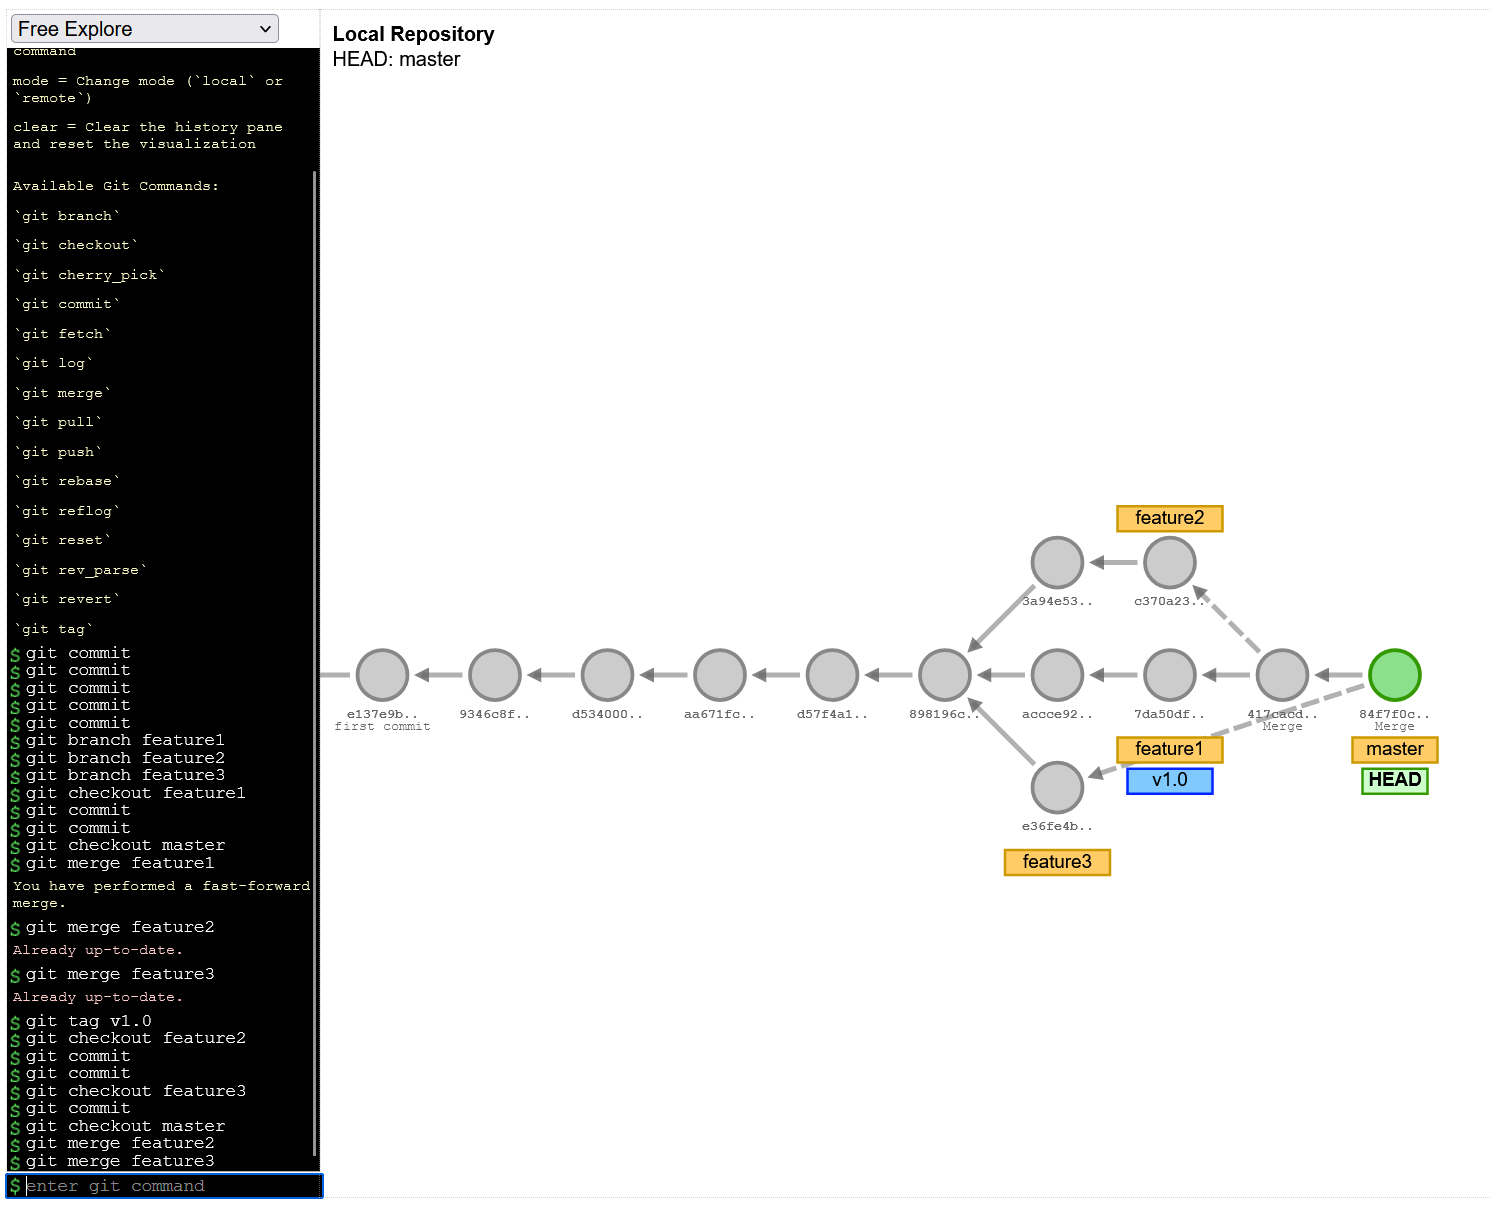 Free Explore
command
mode = Change mode (`local` or
`remote`)
clear = Clear the history pane
and reset the visualization
Available Git Commands:
`git branch`
`git checkout`
`git cherry_pick`
`git commit`
`git fetch`
`git log`
`git merge`
`git pull`
`git push`
`git rebase`
`git reflog`
`git reset`
`git rev_parse`
`git revert`
`git tag`
$ git commit
$ git commit
$ git commit
$ git commit
$ git commit
$ git branch feature1
$ git branch feature2
$ git branch feature3
$ git checkout feature1
$ git commit
$ git commit
$ git checkout master
$ git merge feature1
You have performed a fast-forward
merge.
$ git merge feature2
Already up-to-date.
$ git merge feature3
Already up-to-date.
$ git tag v1.0
$ git checkout feature2
$ git commit
$ git commit
$ git checkout feature3
$ git commit
$ git checkout master
$ git merge feature2
$ git merge feature3
$ enter git command
Local Repository
HEAD: master
feature2
3a94e53.. c370a23..
e137e9b.. 9346c8f.. d534000.. aa671fc.. d57f4a1.. 898196c.. accce92.. 7da50df.. 417cacd.. 84f7f0c..
first commit Merge Merge
feature1 master
v1.0 HEAD
e36fe4b..
feature3